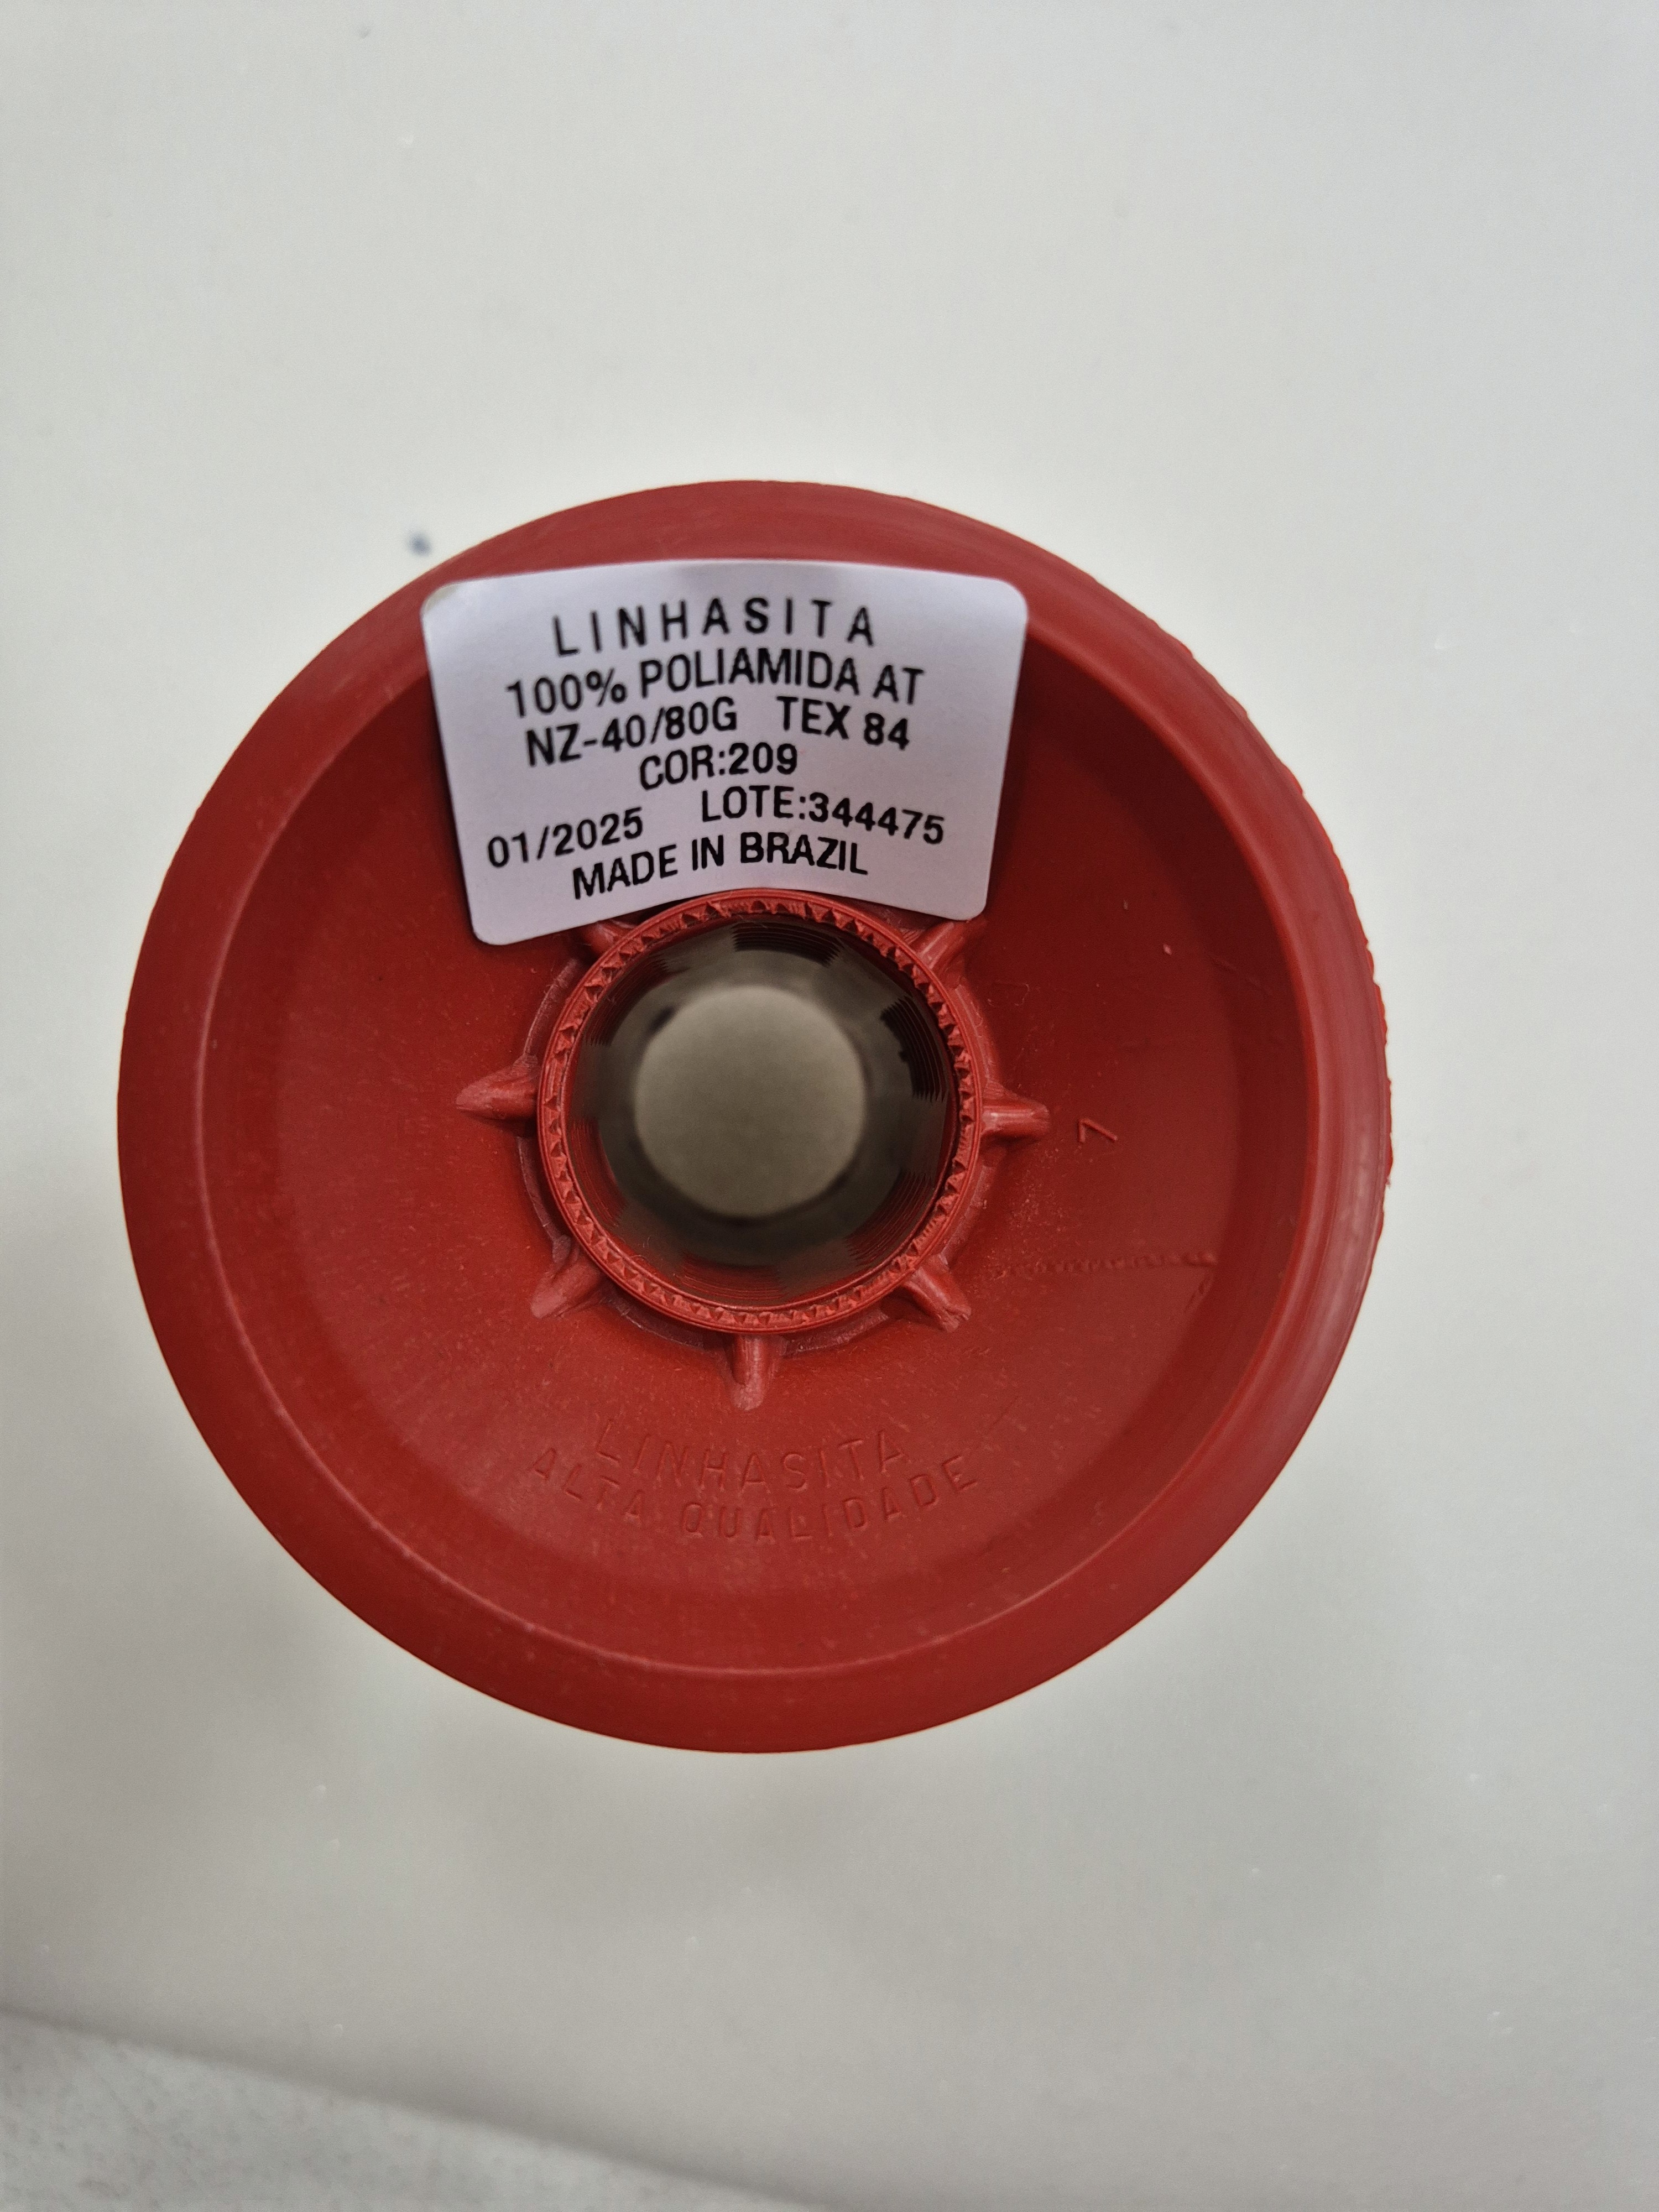 LINHASITA
100% POLIAMIDA AT
NZ-40/80G TEX 84
COR:209
01/2025 LOTE:344475
MADE IN BRAZIL
7
LINHASITA
ALTA QUALIDADE